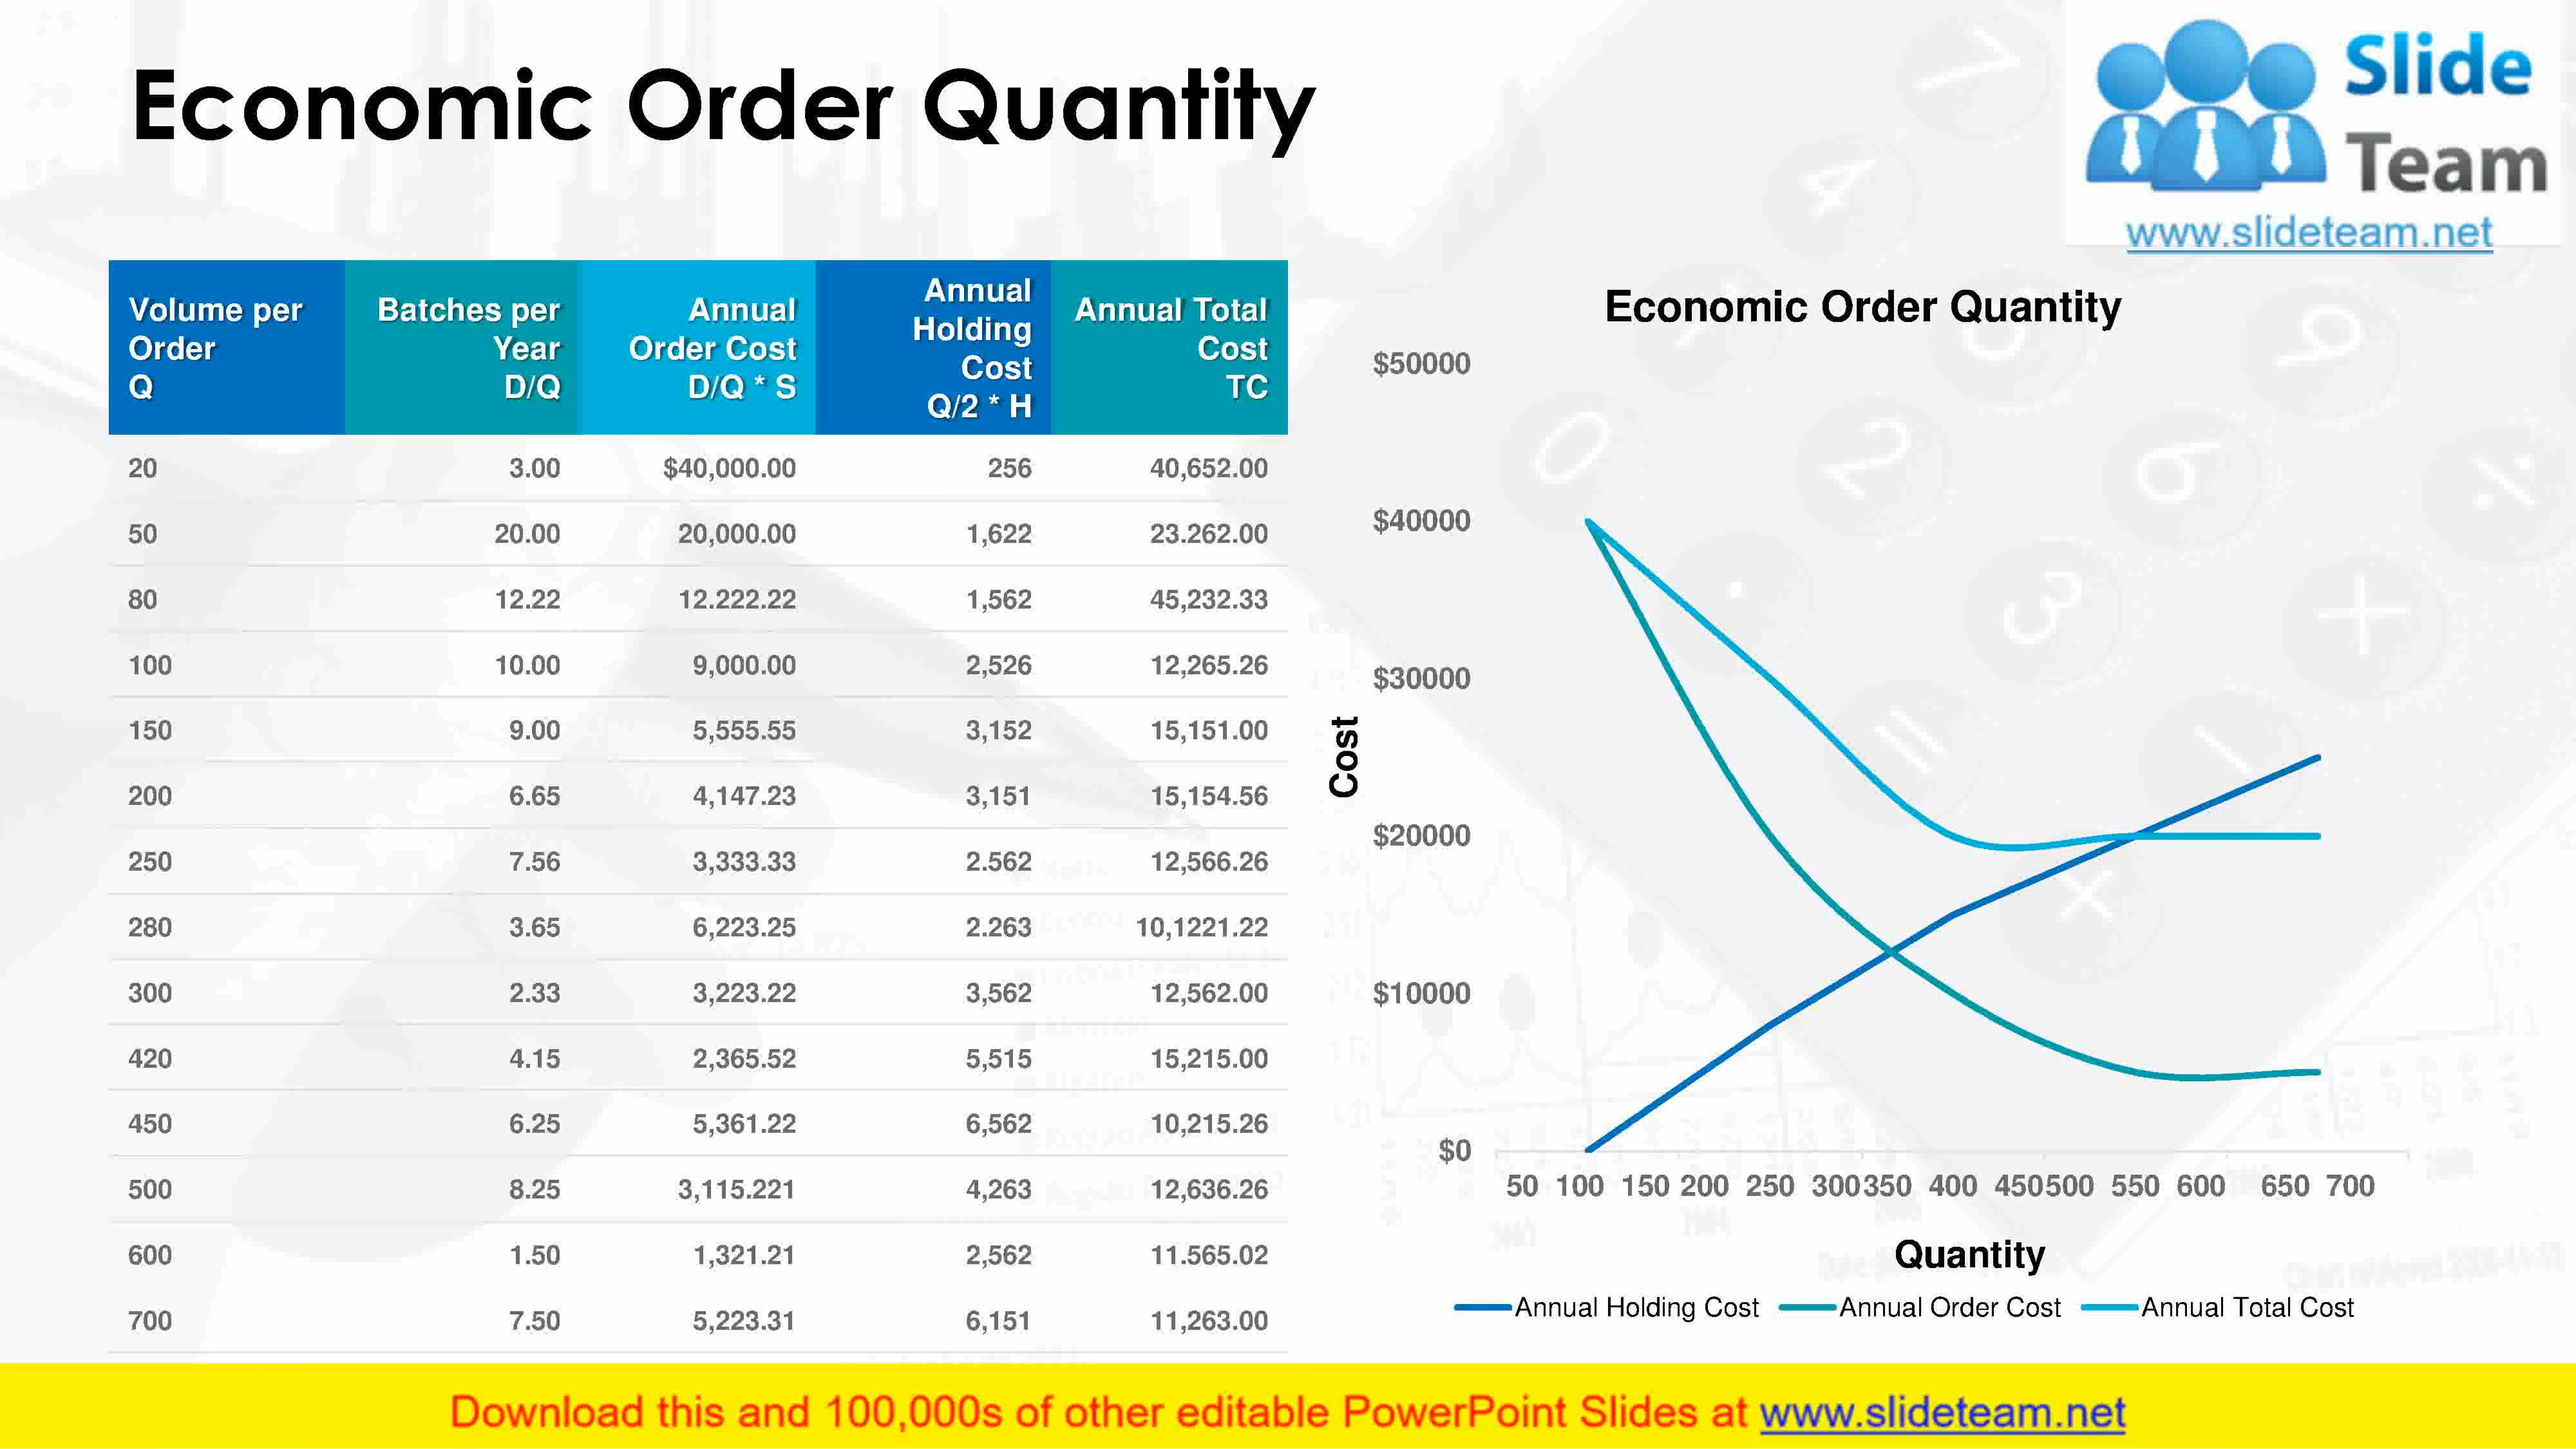 Economic Order Quantity
Slide
Team
www.slideteam.net
Volume per
Order
Q
Batches per
Year
D/Q
Annual
Order Cost
D/Q * S
Annual
Holding
Cost
Q/2 * H
Annual Total
Cost
TC
20 3.00 $40,000.00 256 40,652.00
50 20.00 20,000.00 1,622 23.262.00
80 12.22 12.222.22 1,562 45,232.33
100 10.00 9,000.00 2,526 12,265.26
150 9.00 5,555.55 3,152 15,151.00
200 6.65 4,147.23 3,151 15,154.56
250 7.56 3,333.33 2.562 12,566.26
280 3.65 6,223.25 2.263 10,1221.22
300 2.33 3,223.22 3,562 12,562.00
420 4.15 2,365.52 5,515 15,215.00
450 6.25 5,361.22 6,562 10,215.26
500 8.25 3,115.221 4,263 12,636.26
600 1.50 1,321.21 2,562 11.565.02
700 7.50 5,223.31 6,151 11,263.00
Economic Order Quantity
$50000
$40000
$30000
$20000
$10000
$0
Cost
50 100 150 200 250 300350 400 450500 550 600 650 700
Quantity
Annual Holding Cost Annual Order Cost Annual Total Cost
Download this and 100,000s of other editable PowerPoint Slides at www.slideteam.net